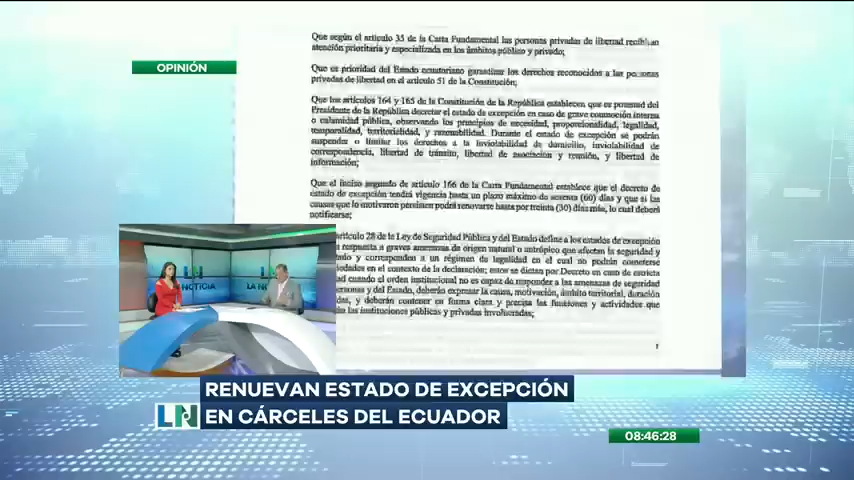 OPINIÓN
Que según el artículo 35 de la Carta Fundamental las personas privadas de libertad recibirán
atención prioritaria y especializada en los ámbitos público y privado;
Que es prioridad del Estado ecuatoriano garantizar los derechos reconocidos a las personas
privadas de libertad en el artículo 51 de la Constitución;
Que los artículos 164 y 165 de la Constitución de la República establecen, que es potestad del
Presidente de la República decretar el estado de excepción en caso de grave conmoción interna
o calamidad pública, observando los principios de necesidad, proporcionalidad, legalidad,
temporalidad, territorialidad, y razonabilidad. Durante el estado de excepción se podrán
suspender o limitar los derechos a la inviolabilidad de domicilio, inviolabilidad de
correspondencia, libertad de tránsito, libertad de asociación y reunión, y libertad de
información;
Que el inciso segundo de artículo 166 de la Carta Fundamental establece que el decreto de
estado de excepción tendrá vigencia hasta un plazo máximo de sesenta (60) días y que si las
causas que lo motivaron persisten podrá renovarse hasta por treinta (30) días más, lo cual deberá
notificarse;
artículo 28 de la Ley de Seguridad Pública y del Estado define a los estados de excepción
respuesta a graves amenazas de origen natural o antrópico que afectan la seguridad y
tado y corresponden a un régimen de legalidad en el cual no podrán cometerse
iedades en el contexto de la declaración; estos se dictan por Decreto en caso de estricta
ad cuando el orden institucional no es capaz de responder a las amenazas de seguridad
ersonas y del Estado, deberán expresar la causa, motivación, ámbito territorial, duración
das, y deberán contener en forma clara y precisa las funciones y actividades que
án las instituciones públicas y privadas involucradas;
1
LN
LA NOTICIA
LN
LA NO
RENUEVAN ESTADO DE EXCEPCIÓN
LN EN CÁRCELES DEL ECUADOR
08:46:28